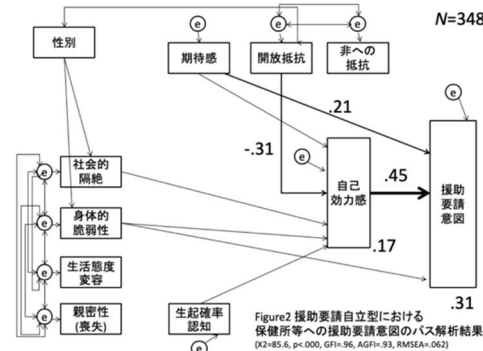 N=348
e
e
e
性別
期待感
開放抵抗
非への
抵抗
e
.21
-.31
e
社会的
隔絶
e
自己
効力感
.45
援助
要請
意図
e
身体的
脆弱性
.17
e
生活態度
変容
e
親密性
(喪失)
生起確率
認知
e
.31
Figure2 援助要請自立型における
保健所等への援助要請意図のパス解析結果
(X2=85.6, p<.000, GFI=.96, AGFI=.93, RMSEA=.062)